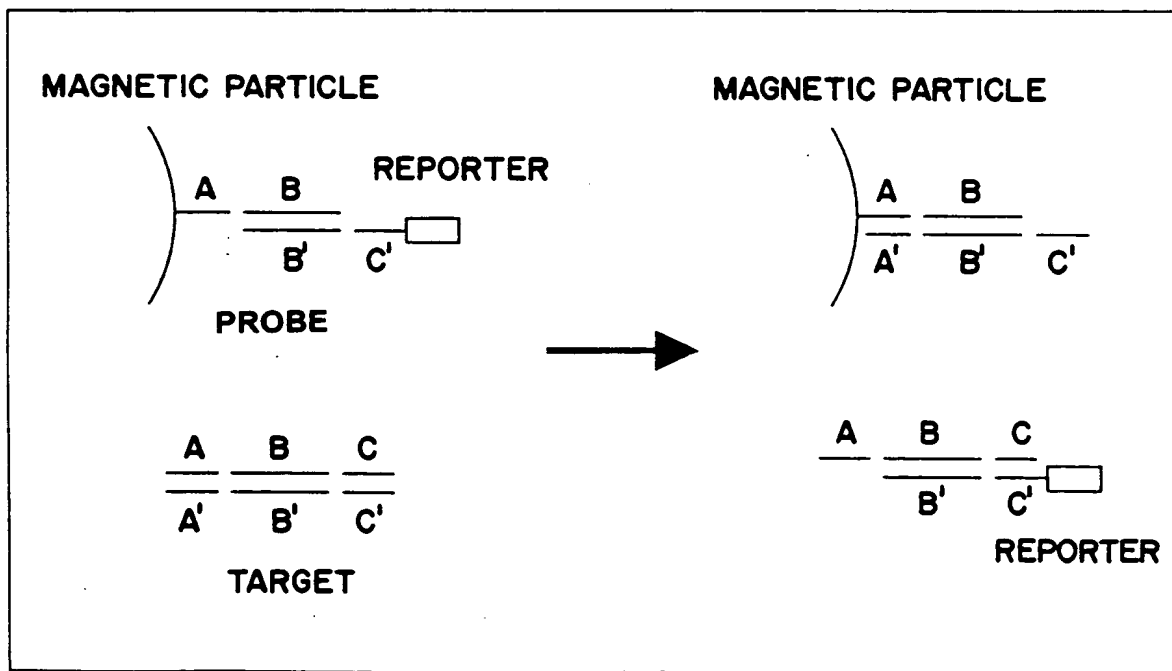 MAGNETIC PARTICLE
A B REPORTER
B' C'
PROBE
A B C
A' B' C'
TARGET
MAGNETIC PARTICLE
A B
A' B' C'
A B C
B' C'
REPORTER